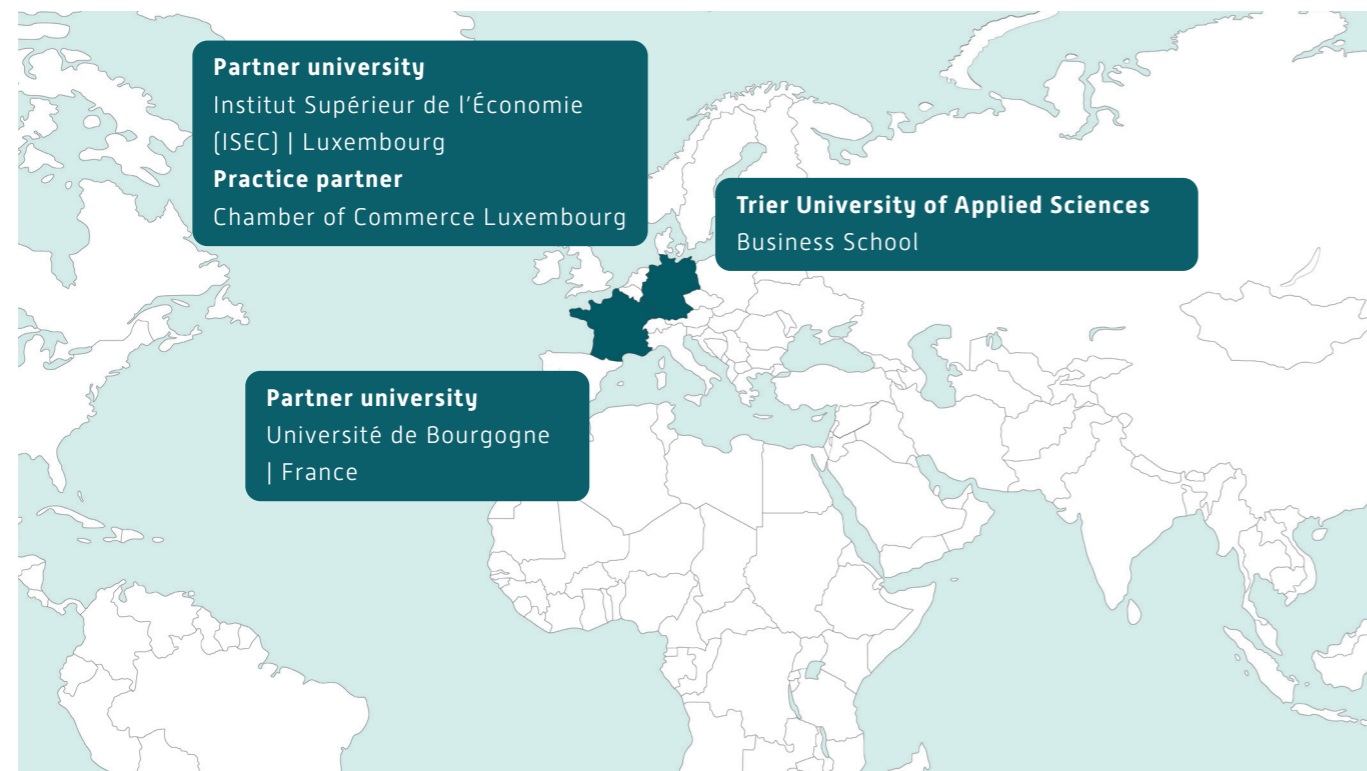 Partner university
Institut Supérieur de l'Économie
(ISEC) | Luxembourg
Practice partner
Chamber of Commerce Luxembourg
Trier University of Applied Sciences
Business School
Partner university
Université de Bourgogne
| France